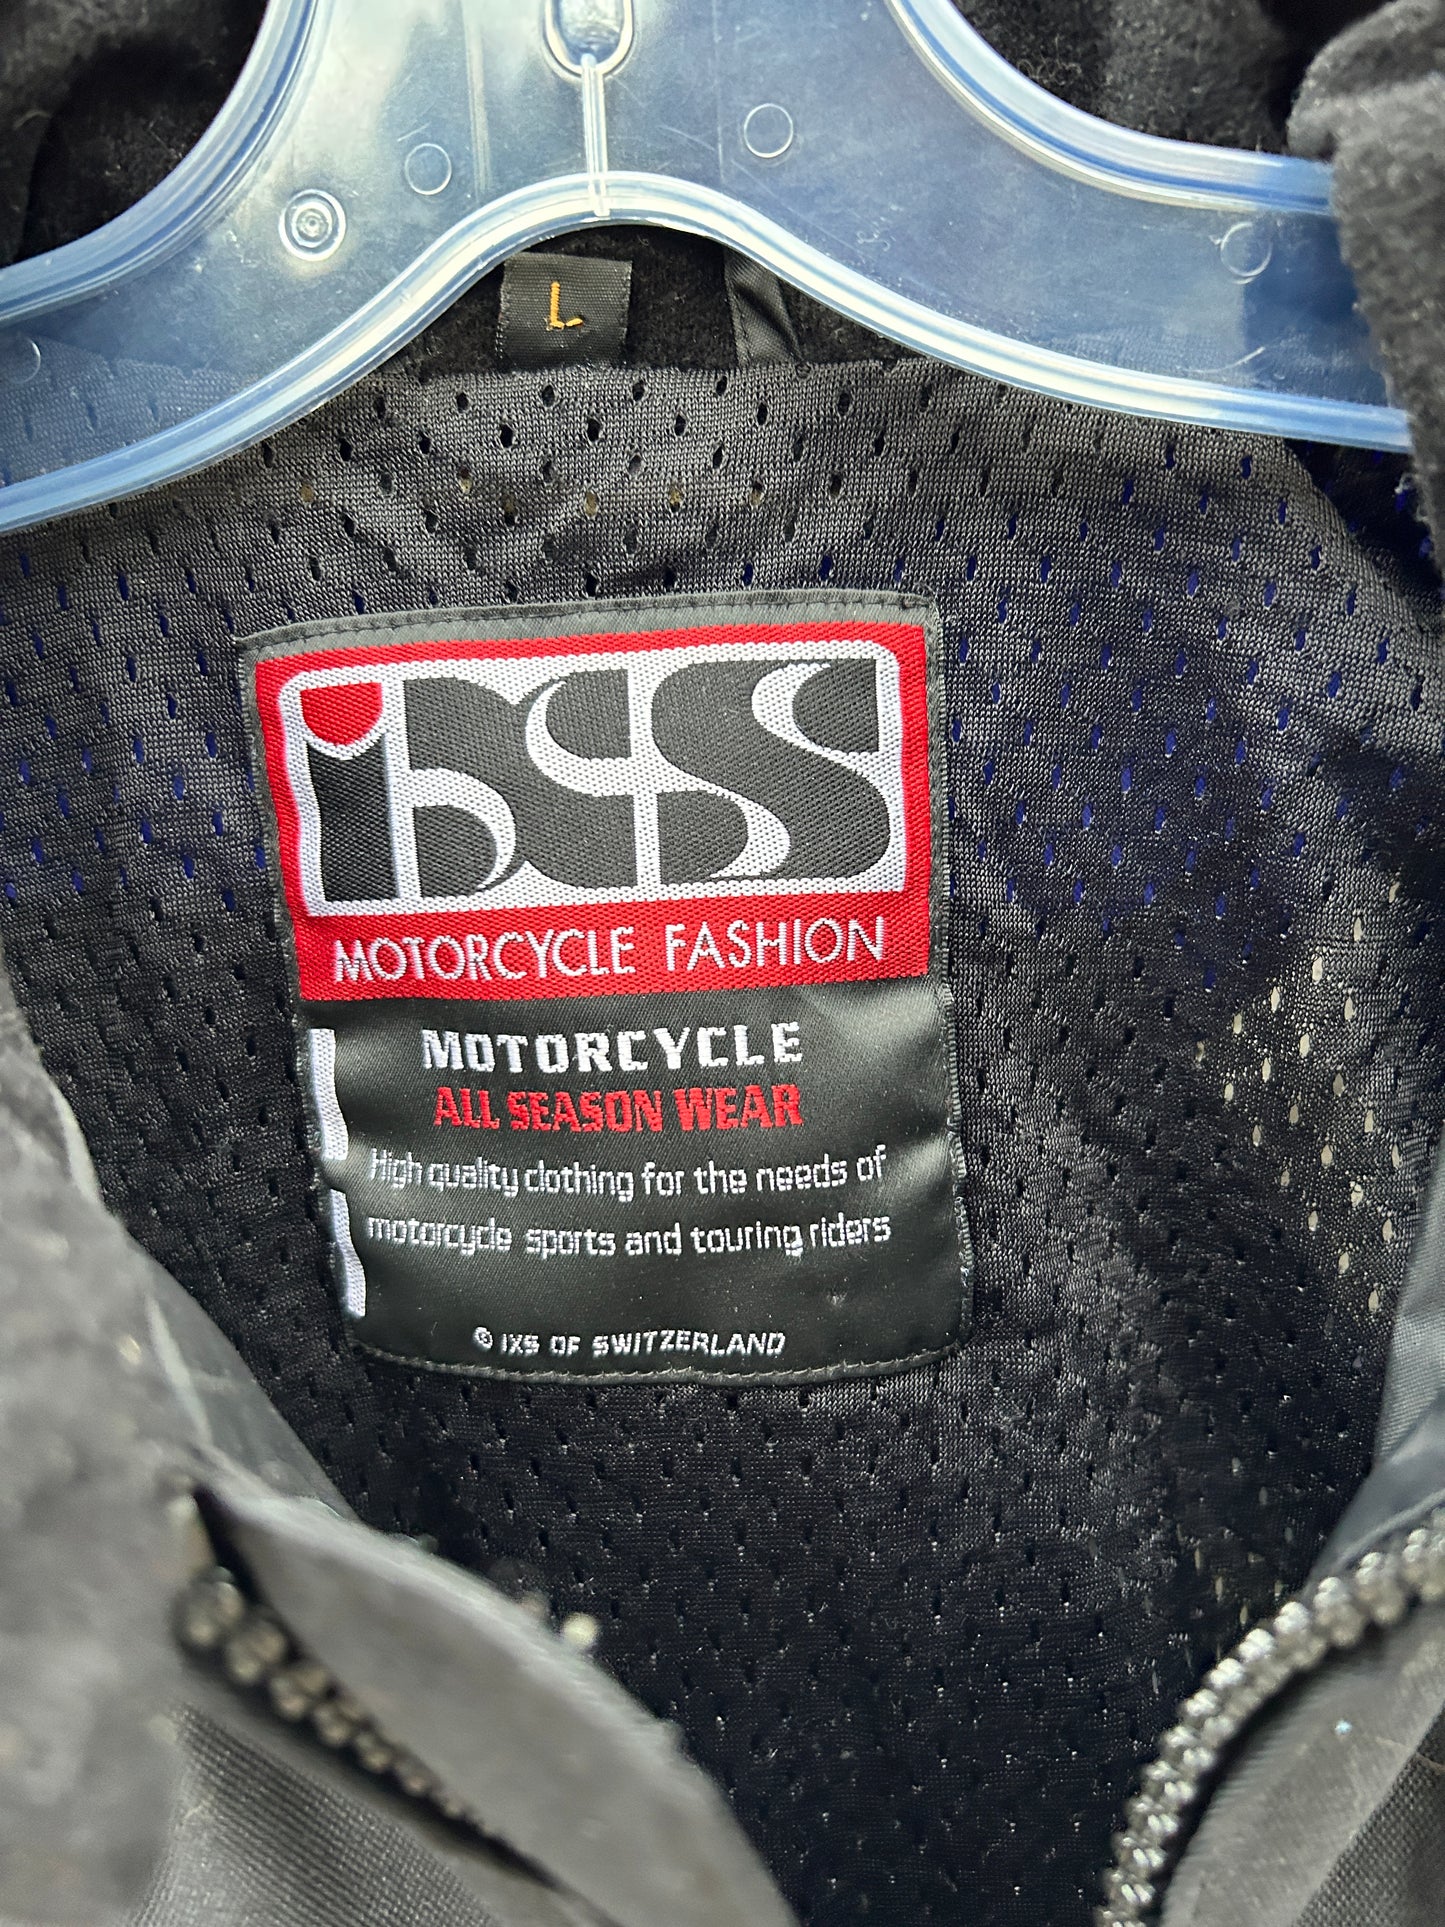 L
iXS
MOTORCYCLE FASHION
MOTORCYCLE
ALL SEASON WEAR
High quality clothing for the needs of
motorcycle sports and touring riders
© IXS OF SWITZERLAND